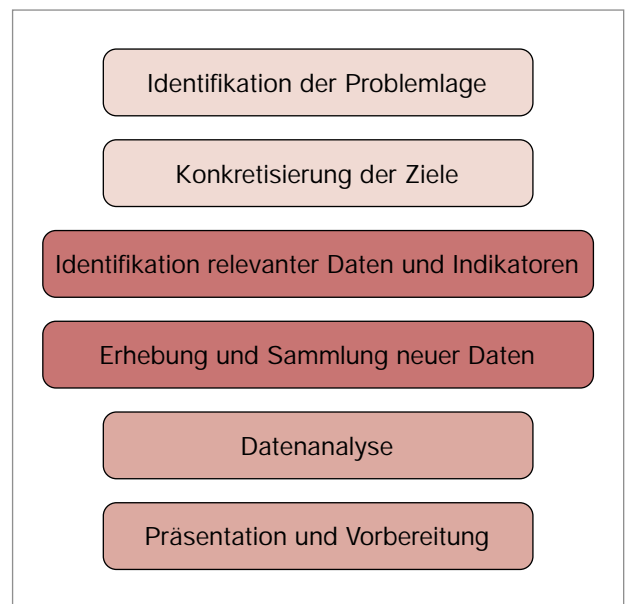 Identifikation der Problemlage
Konkretisierung der Ziele
Identifikation relevanter Daten und Indikatoren
Erhebung und Sammlung neuer Daten
Datenanalyse
Präsentation und Vorbereitung